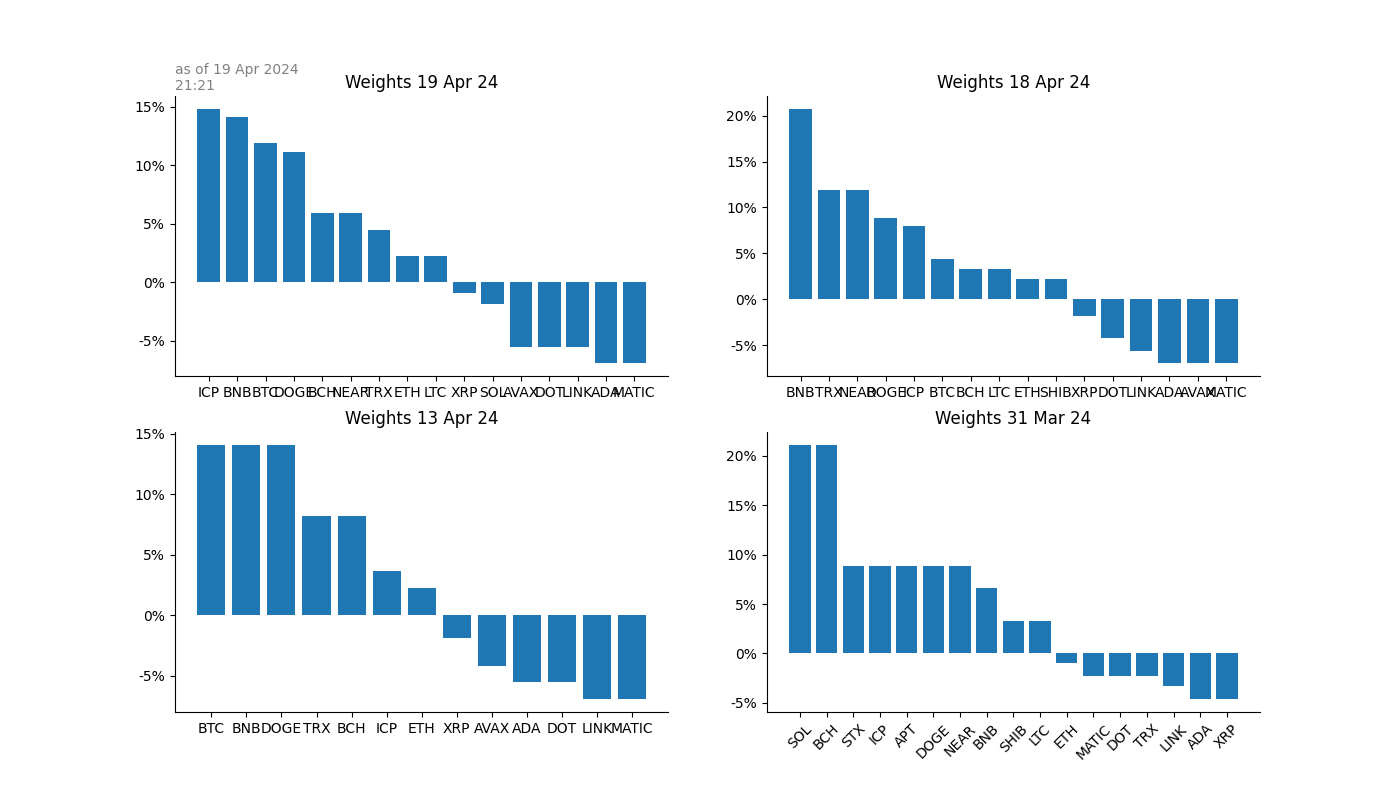 as of 19 Apr 2024
21:21
Weights 19 Apr 24
15%
10%
5%
0%
-5%
ICP BNB BTC DOGE BCH NEAR TRX ETH LTC XRP SOL AVAX DOT LINK ADA MATIC
Weights 18 Apr 24
20%
15%
10%
5%
0%
-5%
BNB TRX NEAR DOGE ICP BTC BCH LTC ETH SHIB XRP DOT LINK ADA AVAX MATIC
Weights 13 Apr 24
15%
10%
5%
0%
-5%
BTC BNB DOGE TRX BCH ICP ETH XRP AVAX ADA DOT LINK MATIC
Weights 31 Mar 24
20%
15%
10%
5%
0%
-5%
SOL BCH STX ICP APT DOGE NEAR BNB SHIB LTC ETH MATIC DOT TRX LINK ADA XRP